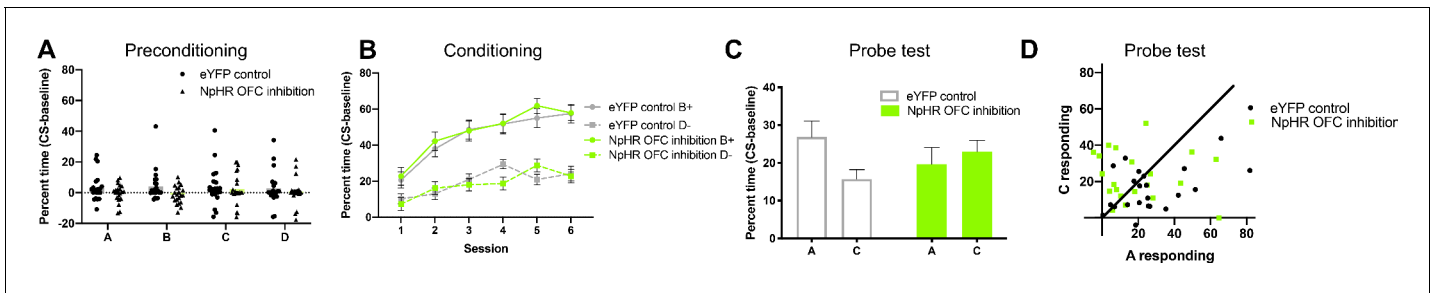 A
Preconditioning
eYFP control
NpHR OFC inhibition
Percent time (CS-baseline)
80
60
40
20
0
-20
A B C D
B
Conditioning
Percent time (CS-baseline)
80
60
40
20
0
1 2 3 4 5 6
Session
eYFP control B+
eYFP control D-
NpHR OFC inhibition B+
NpHR OFC inhibition D-
C
Probe test
eYFP control
NpHR OFC inhibition
Percent time (CS-baseline)
40
30
20
10
0
A C A C
D
Probe test
eYFP control
NpHR OFC inhibition
C responding
80
60
40
20
20 40 60 80
A responding